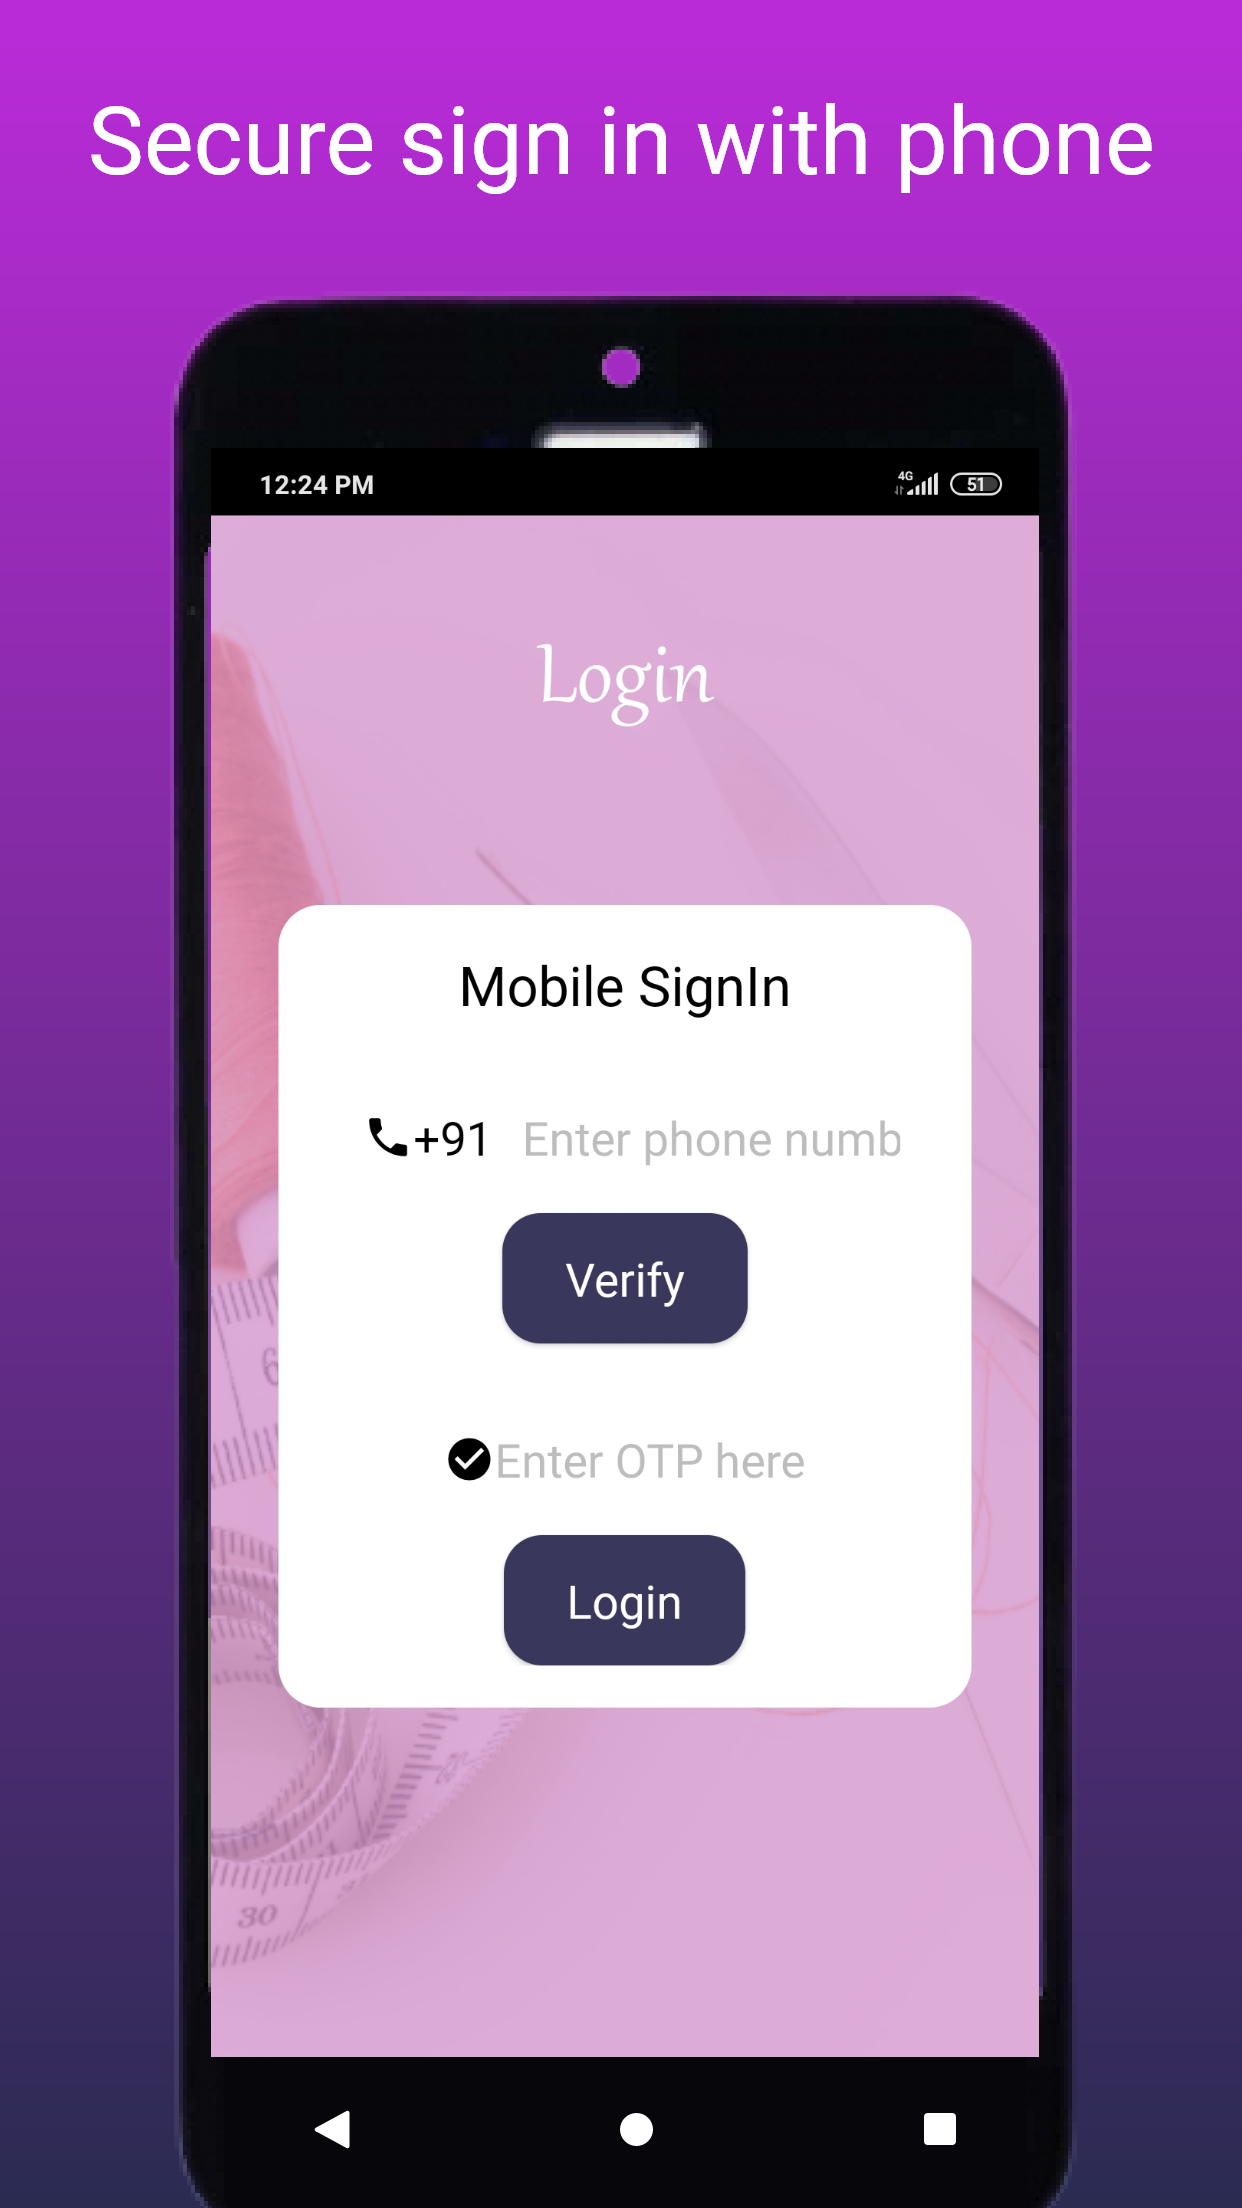 Secure sign in with phone
12:24 PM
4G
51
Login
Mobile SignIn
+91 Enter phone numb
Verify
6
Enter OTP here
Login
30